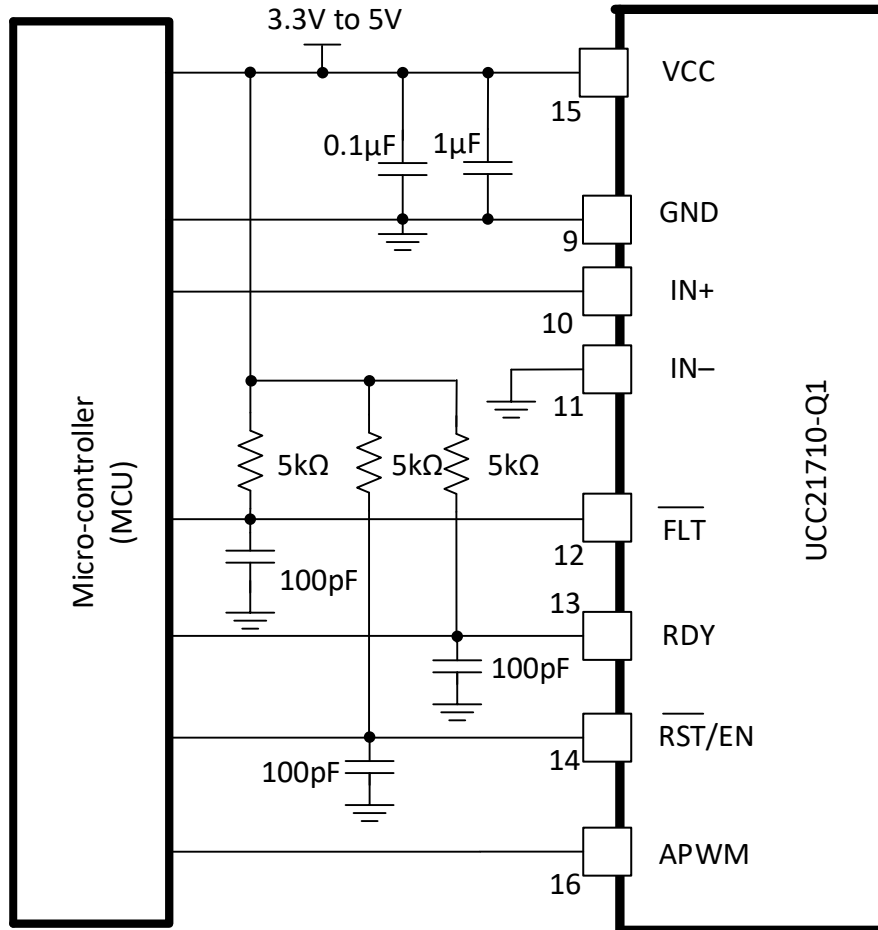 3.3V to 5V
VCC
15
0.1µF
1µF
GND
9
IN+
10
IN–
11
Micro-controller
(MCU)
5kΩ
5kΩ
5kΩ
UCC21710-Q1
FLT
12
100pF
13
RDY
100pF
RST/EN
14
100pF
APWM
16